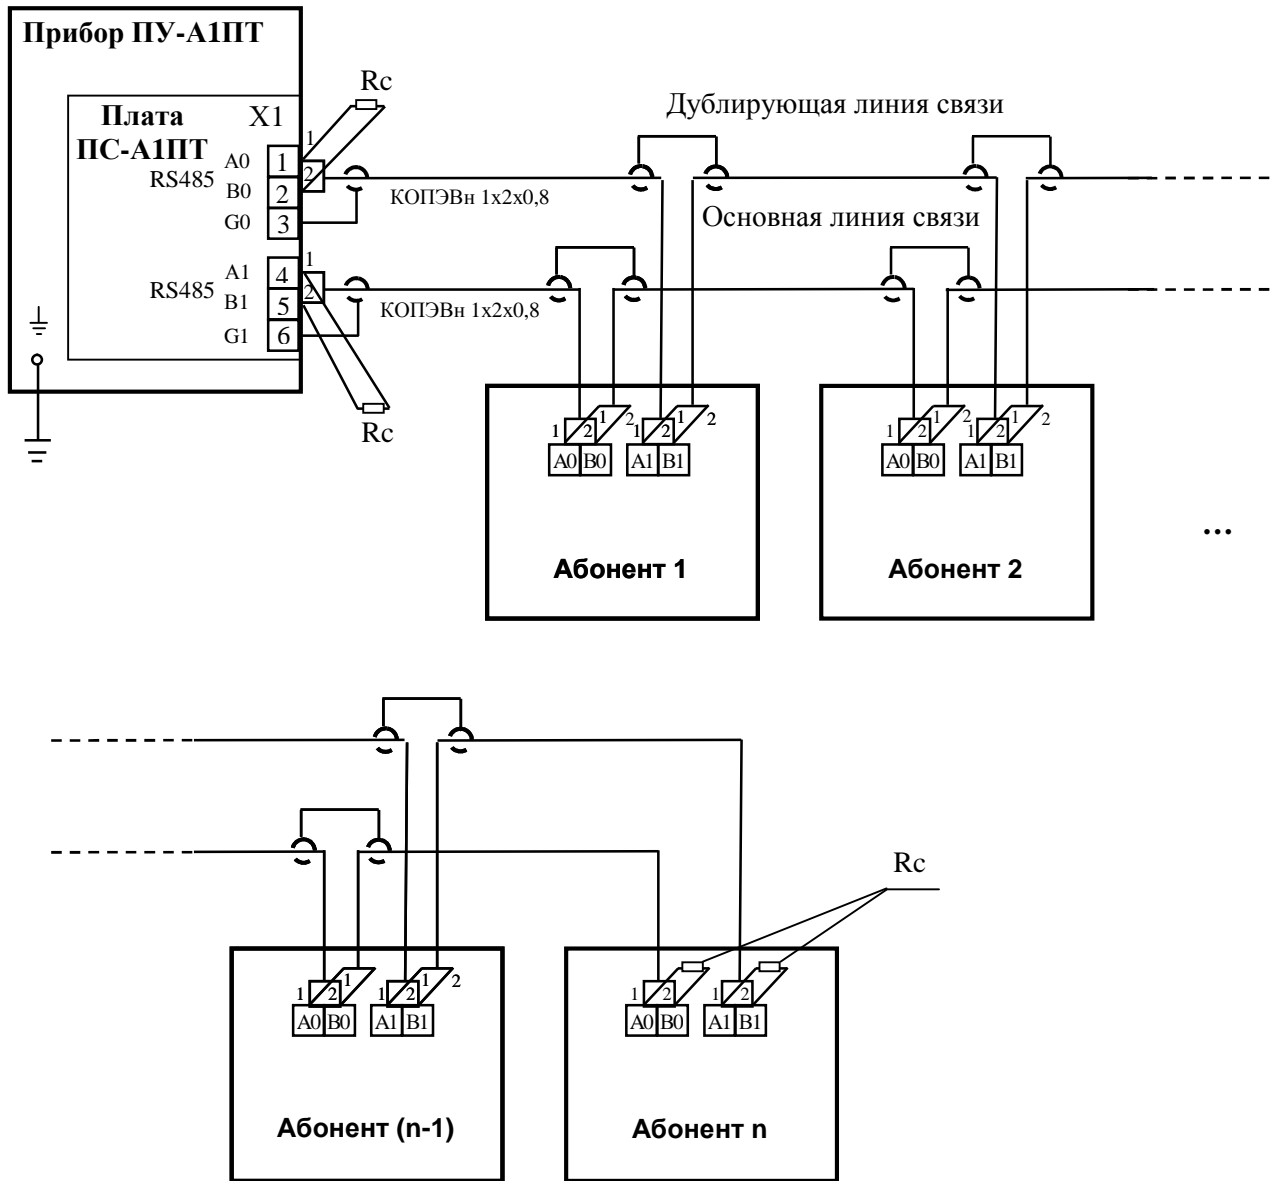 Прибор ПУ-А1ПТ
Плата X1
ПС-А1ПТ
RS485
A0 1
B0 2
G0 3
RS485
A1 4
B1 5
G1 6
1
2
Rc
1
2
Rc
КОПЭВн 1х2х0,8
КОПЭВн 1х2х0,8
Дублирующая линия связи
Основная линия связи
1 2 1 2 1 2 1 2
A0 B0 A1 B1
Абонент 1
1 2 1 2 1 2 1 2
A0 B0 A1 B1
Абонент 2
...
1 2 1 1 2 1 2
A0 B0 A1 B1
Абонент (n-1)
Rc
1 2 1 2
A0 B0 A1 B1
Абонент n